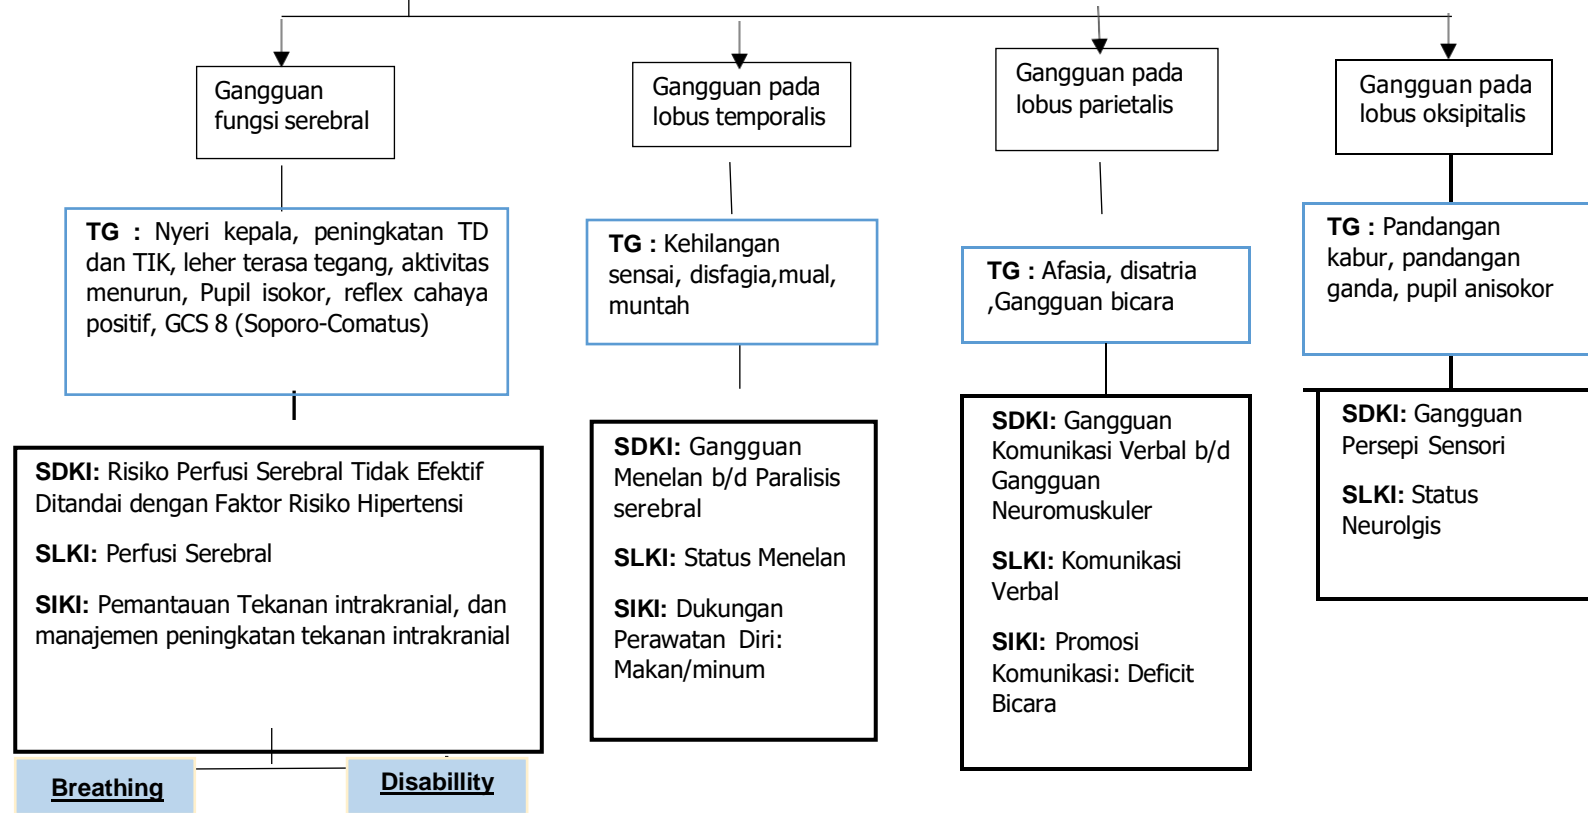 Gangguan
fungsi serebral
Gangguan pada
lobus temporalis
Gangguan pada
lobus parietalis
Gangguan pada
lobus oksipitalis
TG : Nyeri kepala, peningkatan TD
dan TIK, leher terasa tegang, aktivitas
menurun, Pupil isokor, reflex cahaya
positif, GCS 8 (Soporo-Comatus)
TG : Kehilangan
sensai, disfagia,mual,
muntah
TG : Afasia, disatria
,Gangguan bicara
TG : Pandangan
kabur, pandangan
ganda, pupil anisokor
SDKI: Risiko Perfusi Serebral Tidak Efektif
Ditandai dengan Faktor Risiko Hipertensi
SLKI: Perfusi Serebral
SIKI: Pemantauan Tekanan intrakranial, dan
manajemen peningkatan tekanan intrakranial
SDKI: Gangguan
Menelan b/d Paralisis
serebral
SLKI: Status Menelan
SIKI: Dukungan
Perawatan Diri:
Makan/minum
SDKI: Gangguan
Komunikasi Verbal b/d
Gangguan
Neuromuskuler
SLKI: Komunikasi
Verbal
SIKI: Promosi
Komunikasi: Deficit
Bicara
SDKI: Gangguan
Persepi Sensori
SLKI: Status
Neurolgis
Breathing
Disabillity